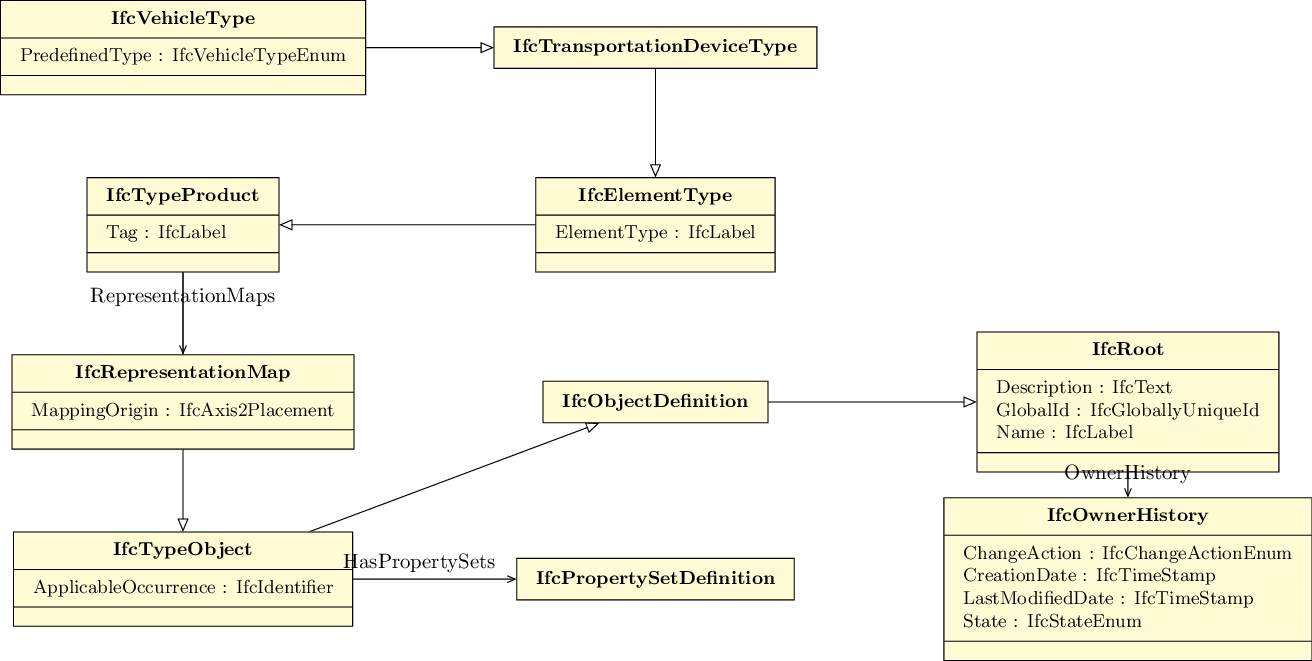 IfcVehicleType
PredefinedType : IfcVehicleTypeEnum
IfcTransportationDeviceType
IfcTypeProduct
Tag : IfcLabel
IfcElementType
ElementType : IfcLabel
RepresentationMaps
IfcRepresentationMap
MappingOrigin : IfcAxis2Placement
IfcObjectDefinition
IfcRoot
Description : IfcText
GlobalId : IfcGloballyUniqueId
Name : IfcLabel
OwnerHistory
IfcOwnerHistory
ChangeAction : IfcChangeActionEnum
CreationDate : IfcTimeStamp
LastModifiedDate : IfcTimeStamp
State : IfcStateEnum
IfcTypeObject
ApplicableOccurrence : IfcIdentifier
HasPropertySets
IfcPropertySetDefinition